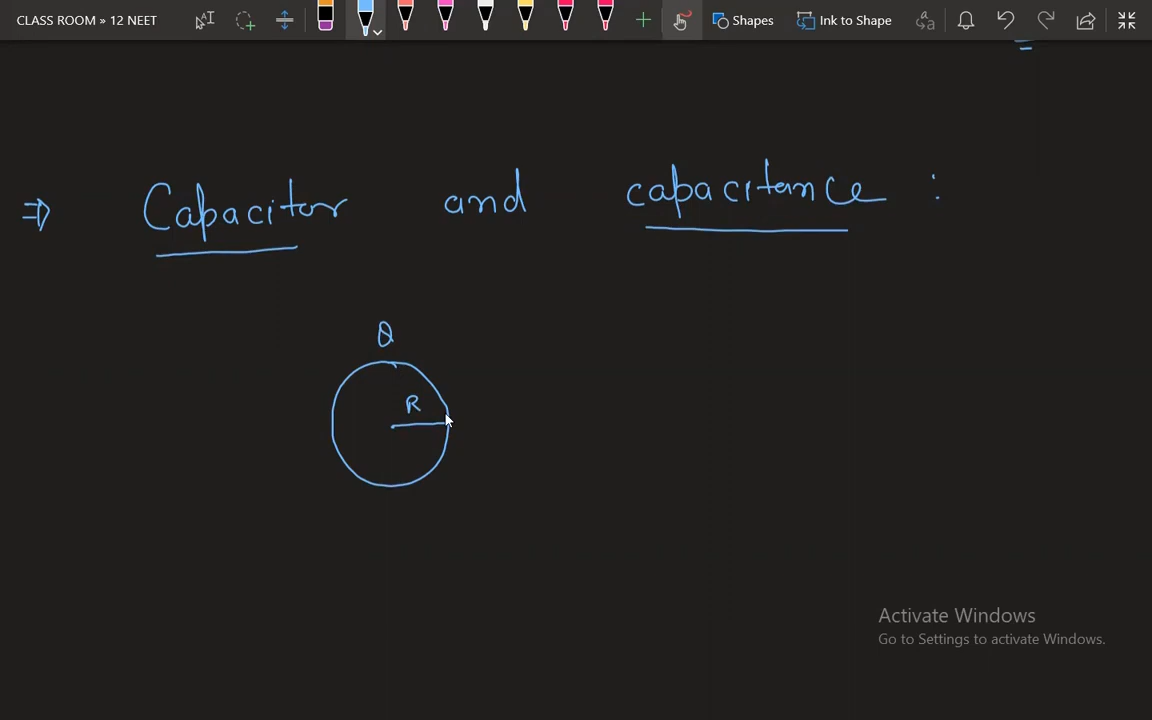 CLASS ROOM » 12 NEET
Shapes
Ink to Shape
⇒ Capacitor and capacitance :
Q
R
Activate Windows
Go to Settings to activate Windows.